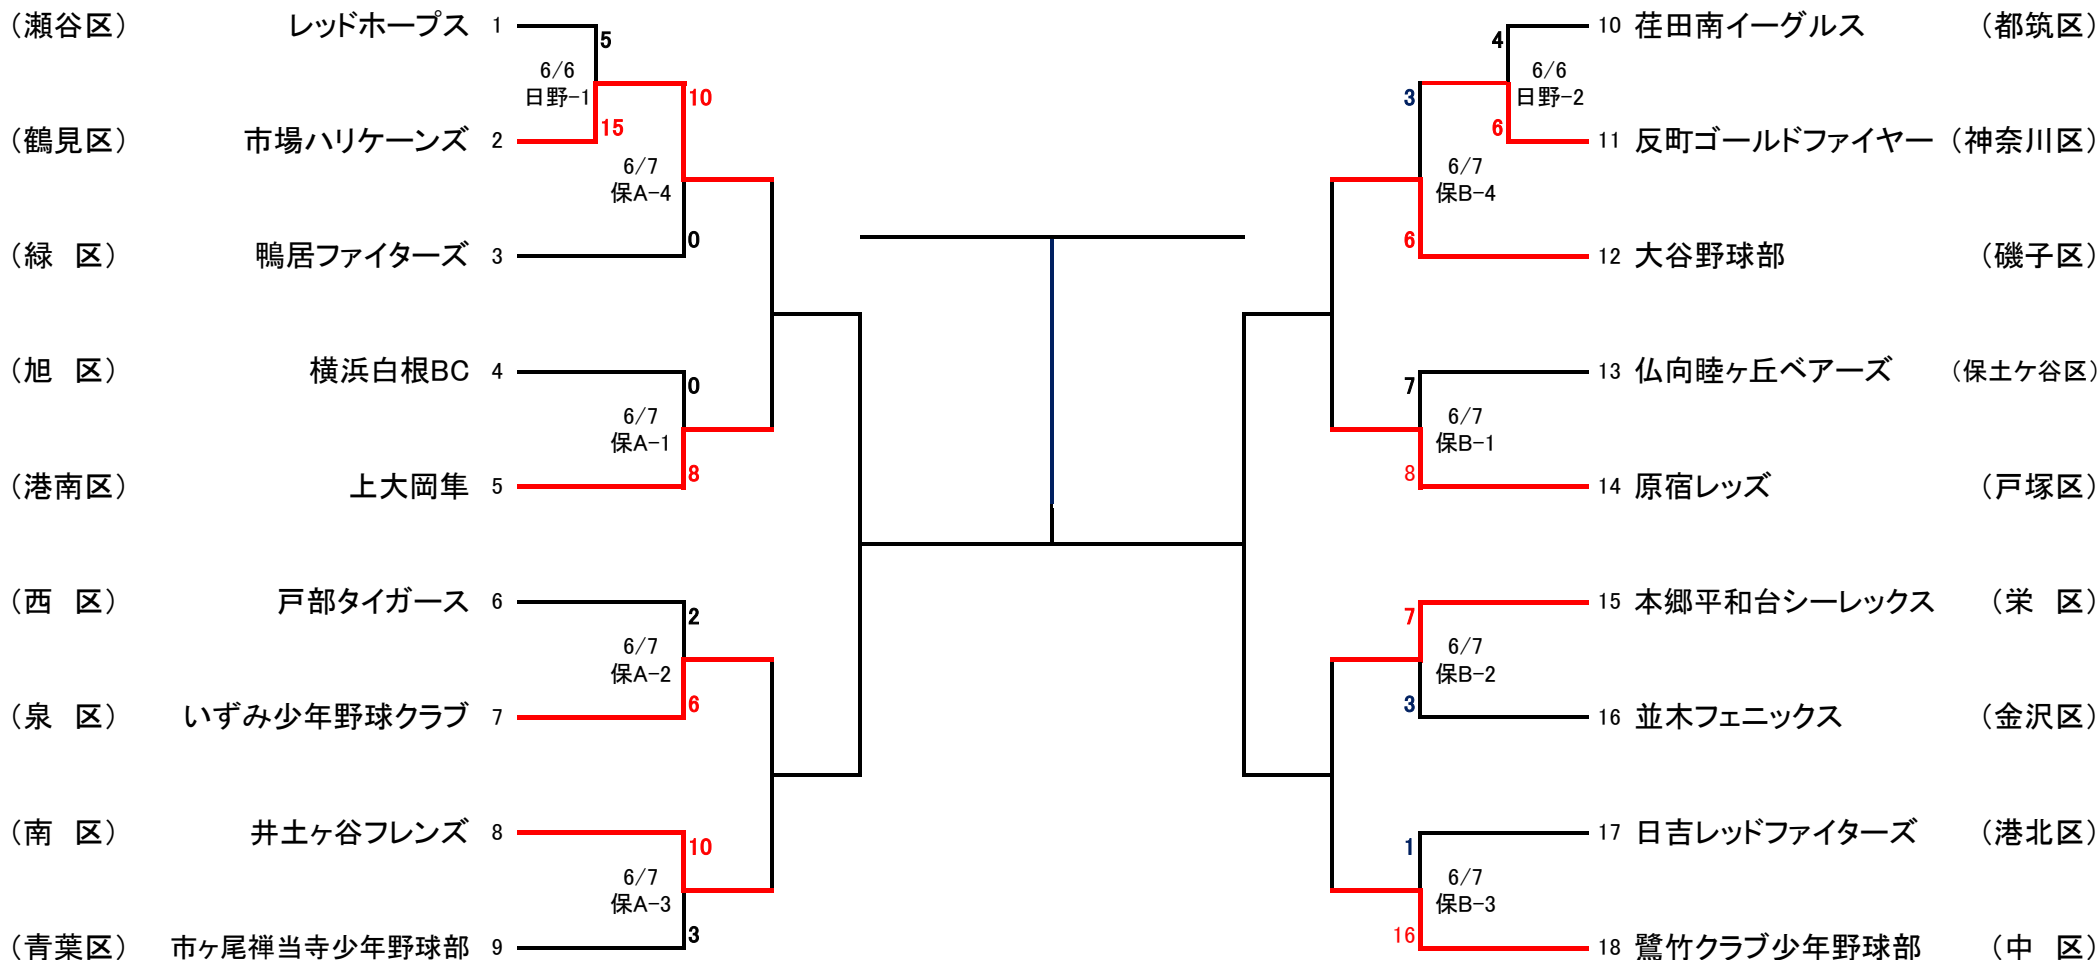 （瀬谷区） レッドホープス 1
5
6/6
日野-1
10
（鶴見区） 市場ハリケーンズ 2
15
6/7
保A-4
（緑 区） 鴨居ファイターズ 3
0
（旭 区） 横浜白根BC 4
0
6/7
保A-1
（港南区） 上大岡隼 5
8
（西 区） 戸部タイガース 6
2
6/7
保A-2
（泉 区） いずみ少年野球クラブ 7
6
（南 区） 井土ヶ谷フレンズ 8
10
6/7
保A-3
（青葉区） 市ヶ尾禅当寺少年野球部 9
3
10 荏田南イーグルス （都筑区）
4
6/6
日野-2
3
11 反町ゴールドファイヤー （神奈川区）
6
6/7
保B-4
12 大谷野球部 （磯子区）
6
13 仏向睦ヶ丘ベアーズ （保土ケ谷区）
7
6/7
保B-1
14 原宿レッズ （戸塚区）
8
15 本郷平和台シーレックス （栄 区）
7
6/7
保B-2
16 並木フェニックス （金沢区）
3
17 日吉レッドファイターズ （港北区）
1
6/7
保B-3
18 鷺竹クラブ少年野球部 （中 区）
16